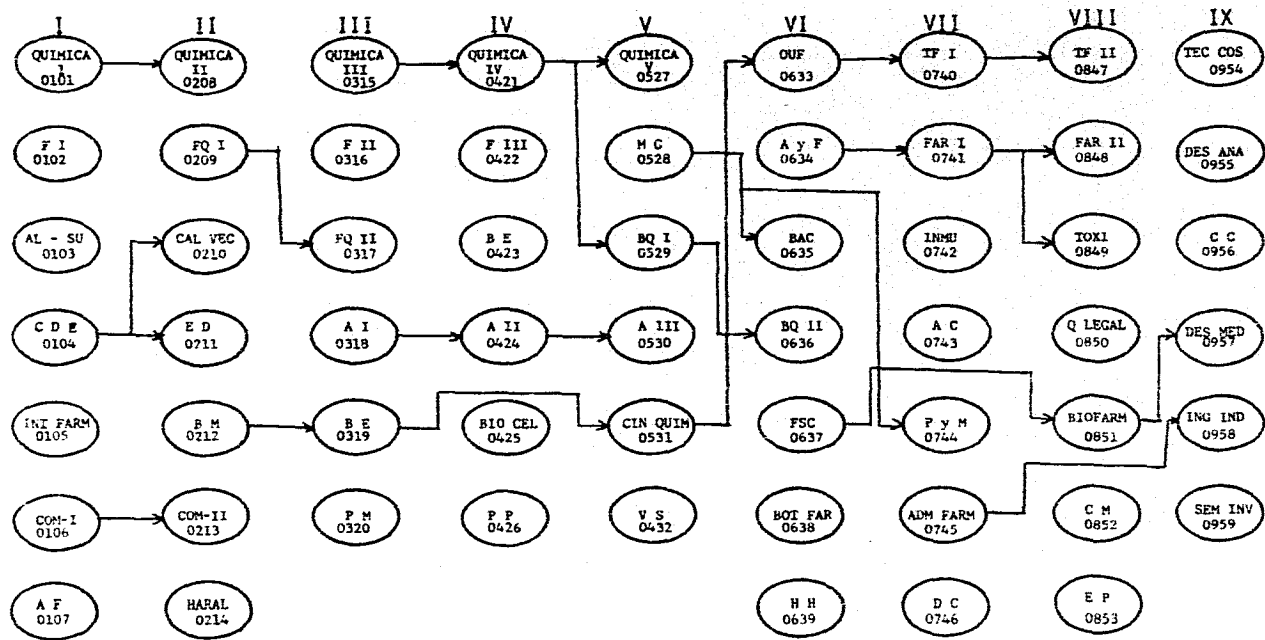 I II III IV V VI VII VIII IX
QUIMICA
I
0101
QUIMICA
II
0208
QUIMICA
III
0315
QUIMICA
IV
0421
QUIMICA
V
0527
OUF
0633
TF I
0740
TF II
0847
TEC COS
0954
F I
0102
FQ I
0209
F II
0316
F III
0422
M G
0528
A y F
0634
FAR I
0741
FAR II
0848
DES ANA
0955
AL - SU
0103
CAL VEC
0210
FQ II
0317
B E
0423
BQ I
0529
BAC
0635
INMU
0742
TOXI
0849
C C
0956
C D E
0104
E D
0711
A I
0318
A II
0424
A III
0530
BQ II
0636
A C
0743
Q LEGAL
0850
DES MED
0957
INT FARM
0105
B M
0212
B E
0319
BIO CEL
0425
CIN QUIM
0531
FSC
0637
P y M
0744
BIOFARM
0851
ING IND
0958
COM-I
0106
COM-II
0213
P M
0320
P P
0426
V S
0432
BOT FAR
0638
ADM FARM
0745
C M
0852
SEM INV
0959
A F
0107
HARAL
0214
H H
0639
D C
0746
E P
0853